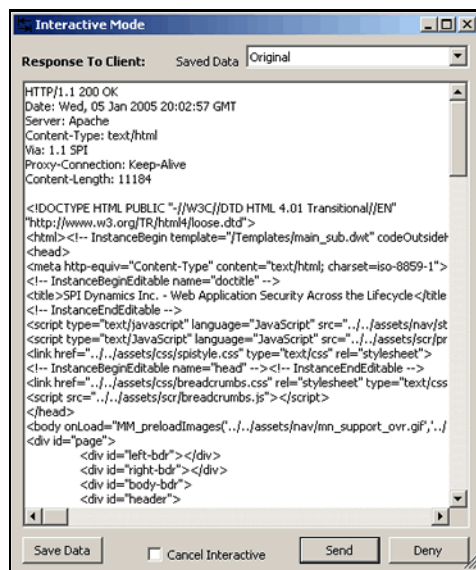 Interactive Mode
Response To Client: Saved Data Original
HTTP/1.1 200 OK
Date: Wed, 05 Jan 2005 20:02:57 GMT
Server: Apache
Content-Type: text/html
Via: 1.1 SPI
Proxy-Connection: Keep-Alive
Content-Length: 11184
<!DOCTYPE HTML PUBLIC "-//W3C//DTD HTML 4.01 Transitional//EN"
"http://www.w3.org/TR/html4/loose.dtd">
<html><!-- InstanceBegin template="/Templates/main_sub.dwt" codeOutsideH
<head>
<meta http-equiv="Content-Type" content="text/html; charset=iso-8859-1">
<!-- InstanceBeginEditable name="doctitle" -->
<title>SPI Dynamics Inc. - Web Application Security Across the Lifecycle</title
<!-- InstanceEndEditable -->
<script type="text/javascript" language="JavaScript" src="../../assets/nav/st
<script type="text/JavaScript" language="JavaScript" src="../../assets/scr/pr
<link href="../../assets/css/spistyle.css" type="text/css" rel="stylesheet">
<!-- InstanceBeginEditable name="head" --><!-- InstanceEndEditable -->
<link href="../../assets/css/breadcrumbs.css" rel="stylesheet" type="text/css
<script src="../../assets/scr/breadcrumbs.js"></script>
</head>
<body onLoad="MM_preloadImages('../../assets/nav/mn_support_ovr.gif','../
<div id="page">
<div id="left-bdr"></div>
<div id="right-bdr"></div>
<div id="body-bdr">
<div id="header">
Save Data Cancel Interactive Send Deny